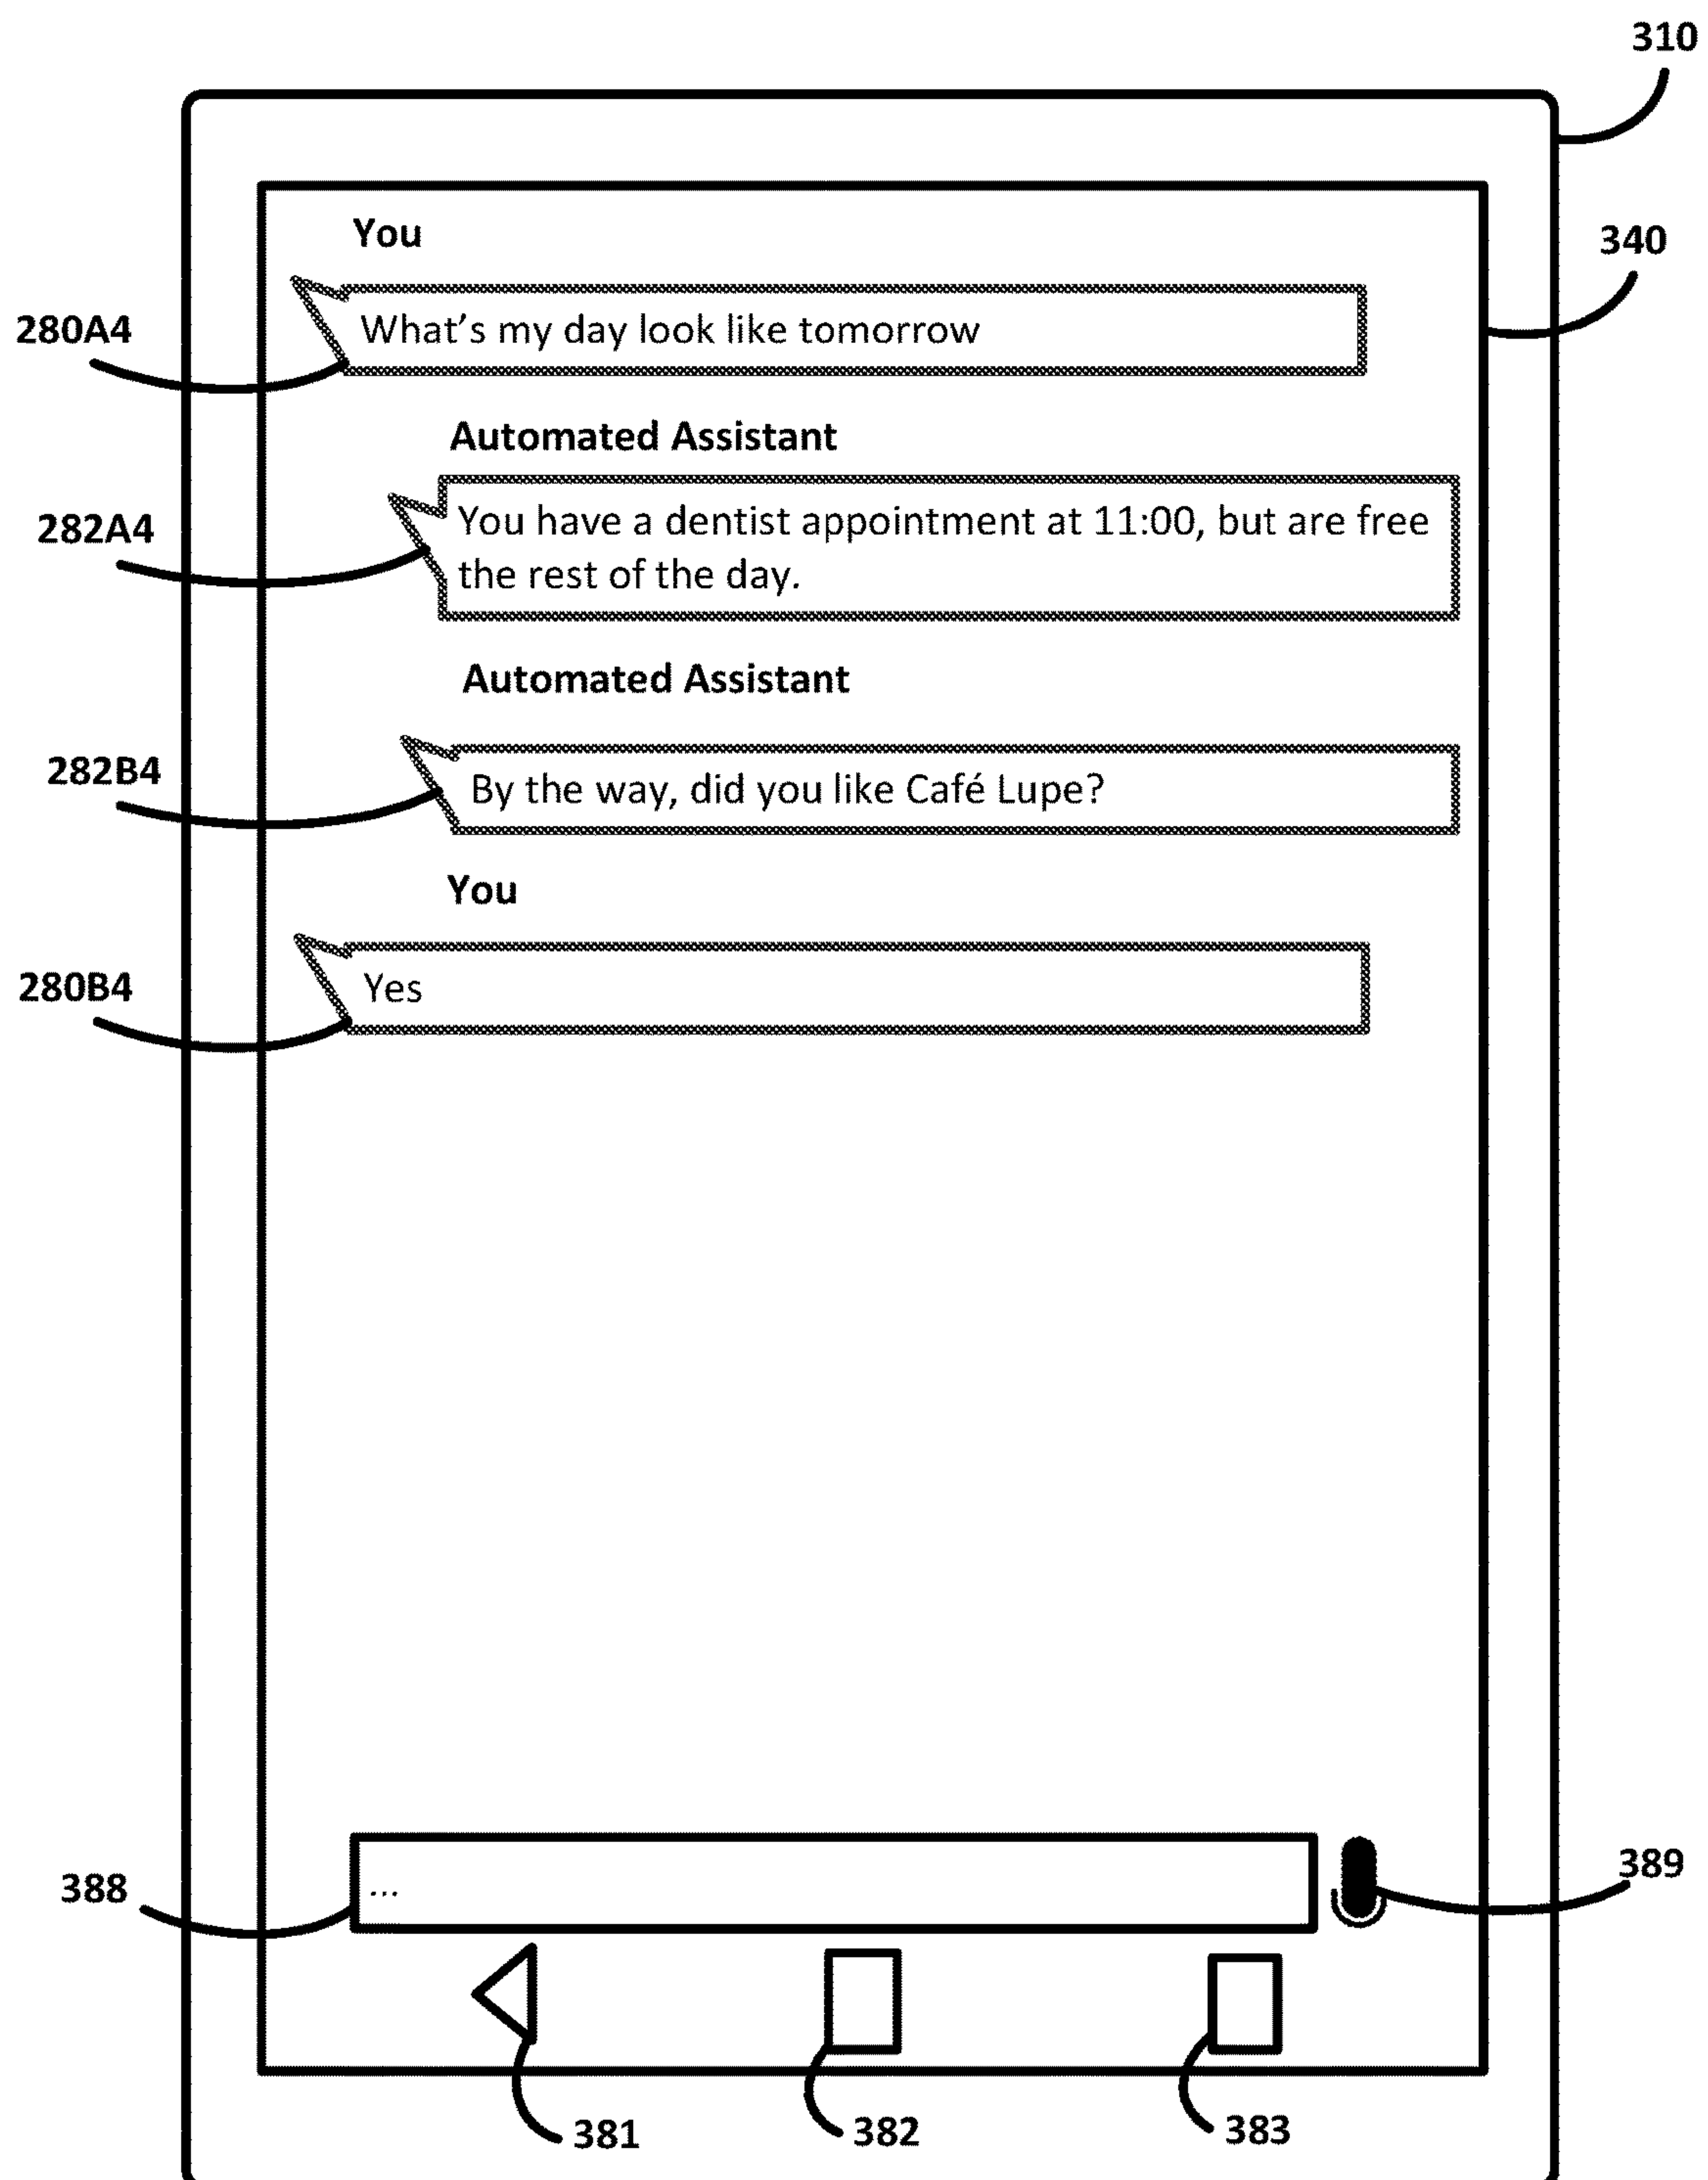 310
You
340
280A4
What's my day look like tomorrow
Automated Assistant
282A4
You have a dentist appointment at 11:00, but are free
the rest of the day.
Automated Assistant
282B4
By the way, did you like Café Lupe?
You
280B4
Yes
388
...
389
381
382
383